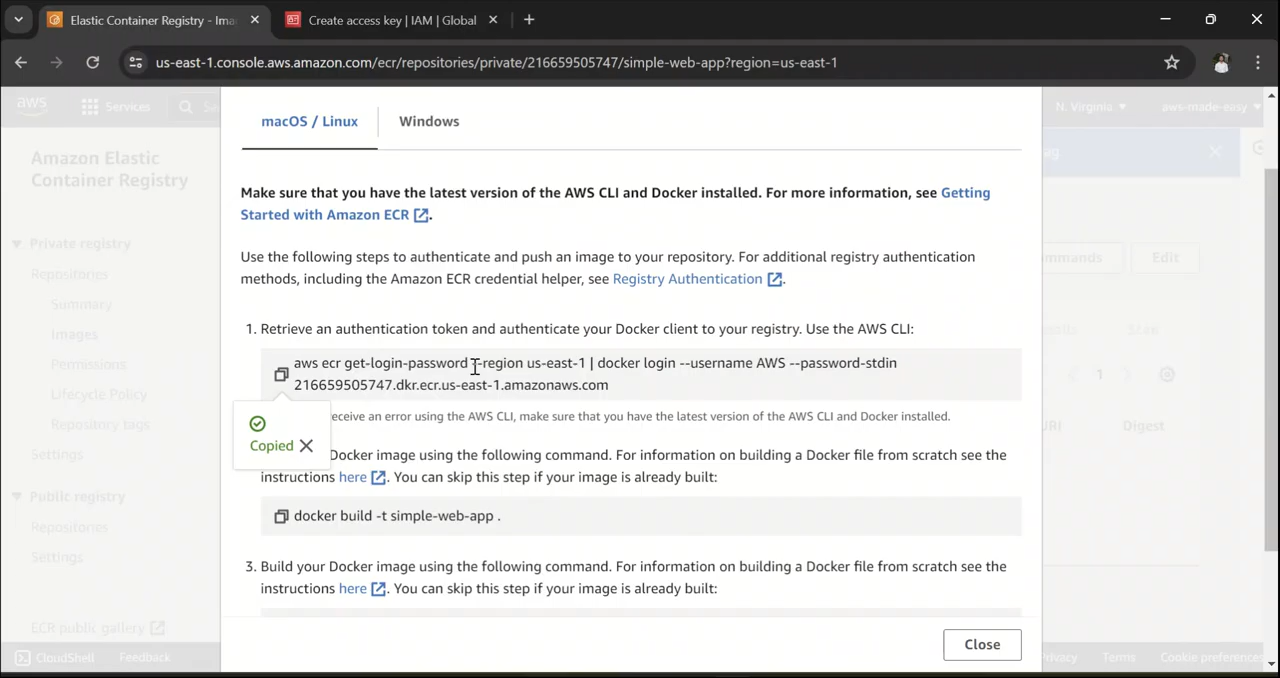 Elastic Container Registry - Ima
Create access key | IAM | Global
us-east-1.console.aws.amazon.com/ecr/repositories/private/216659505747/simple-web-app?region=us-east-1
aws
Services
N. Virginia
aws-made-easy
macOS / Linux
Windows
Amazon Elastic
Container Registry
Make sure that you have the latest version of the AWS CLI and Docker installed. For more information, see Getting
Started with Amazon ECR.
Private registry
Repositories
Summary
Images
Permissions
Lifecycle Policy
Repository tags
Settings
Public registry
Repositories
Settings
ECR public gallery
Use the following steps to authenticate and push an image to your repository. For additional registry authentication
methods, including the Amazon ECR credential helper, see Registry Authentication.
Edit
1. Retrieve an authentication token and authenticate your Docker client to your registry. Use the AWS CLI:
aws ecr get-login-password --region us-east-1 | docker login --username AWS --password-stdin
216659505747.dkr.ecr.us-east-1.amazonaws.com
Copied
receive an error using the AWS CLI, make sure that you have the latest version of the AWS CLI and Docker installed.
Docker image using the following command. For information on building a Docker file from scratch see the
instructions here. You can skip this step if your image is already built:
docker build -t simple-web-app .
3. Build your Docker image using the following command. For information on building a Docker file from scratch see the
instructions here. You can skip this step if your image is already built:
1
Scan
URI
Digest
Close
CloudShell
Feedback
Privacy
Terms
Cookie preferences